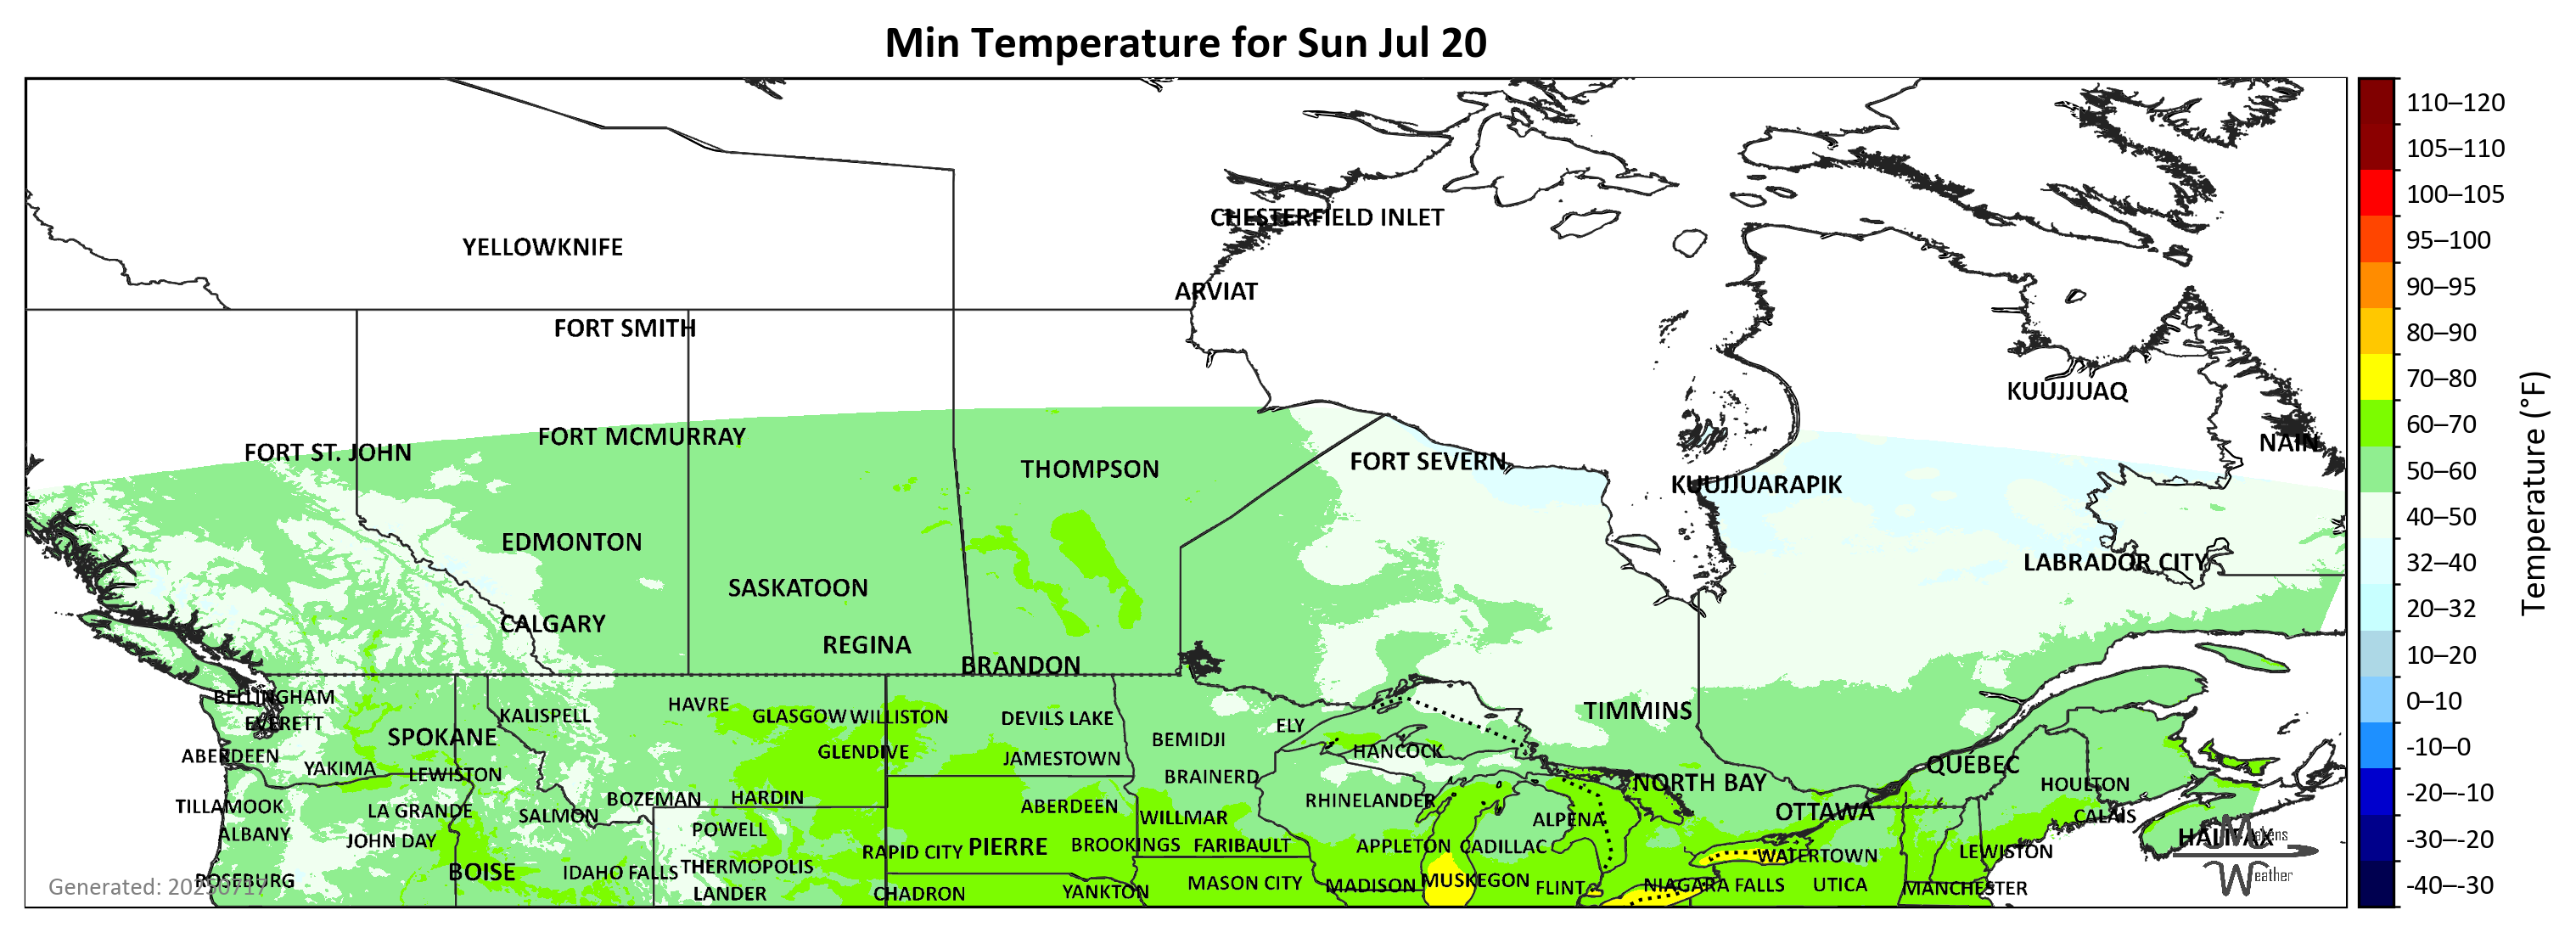 Min Temperature for Sun Jul 20
CHESTERFIELD INLET
YELLOWKNIFE
ARVIAT
FORT SMITH
KUUJJUAQ
FORT MCMURRAY
NAIN
FORT ST. JOHN
FORT SEVERN
THOMPSON
KUUJJUARAPIK
EDMONTON
LABRADOR CITY
SASKATOON
CALGARY
REGINA
BRANDON
BELLINGHAM
HAVRE
TIMMINS
KALISPELL
GLASGOW
WILLISTON
DEVILS LAKE
EVERETT
ELY
SPOKANE
BEMIDJI
GLENDIVE
HANCOCK
ABERDEEN
JAMESTOWN
QUÉBEC
YAKIMA
LEWISTON
BRAINERD
NORTH BAY
HOULTON
BOZEMAN
HARDIN
RHINELANDER
TILLAMOOK
LA GRANDE
SALMON
ABERDEEN
WILLMAR
ALPENA
OTTAWA
CALAIS
ALBANY
JOHN DAY
POWELL
HALIFAX
RAPID CITY
PIERRE
BROOKINGS
FARIBAULT
APPLETON
CADILLAC
WATERTOWN
LEWISTON
BOISE
IDAHO FALLS
THERMOPOLIS
ROSEBURG
MASON CITY
MADISON
MUSKEGON
FLINT
NIAGARA FALLS
UTICA
MANCHESTER
LANDER
CHADRON
YANKTON
Generated: 20250717
Makens
Weather
110–120
105–110
100–105
95–100
90–95
80–90
70–80
60–70
50–60
40–50
32–40
20–32
10–20
0–10
-10–0
-20–-10
-30–-20
-40–-30
Temperature (°F)